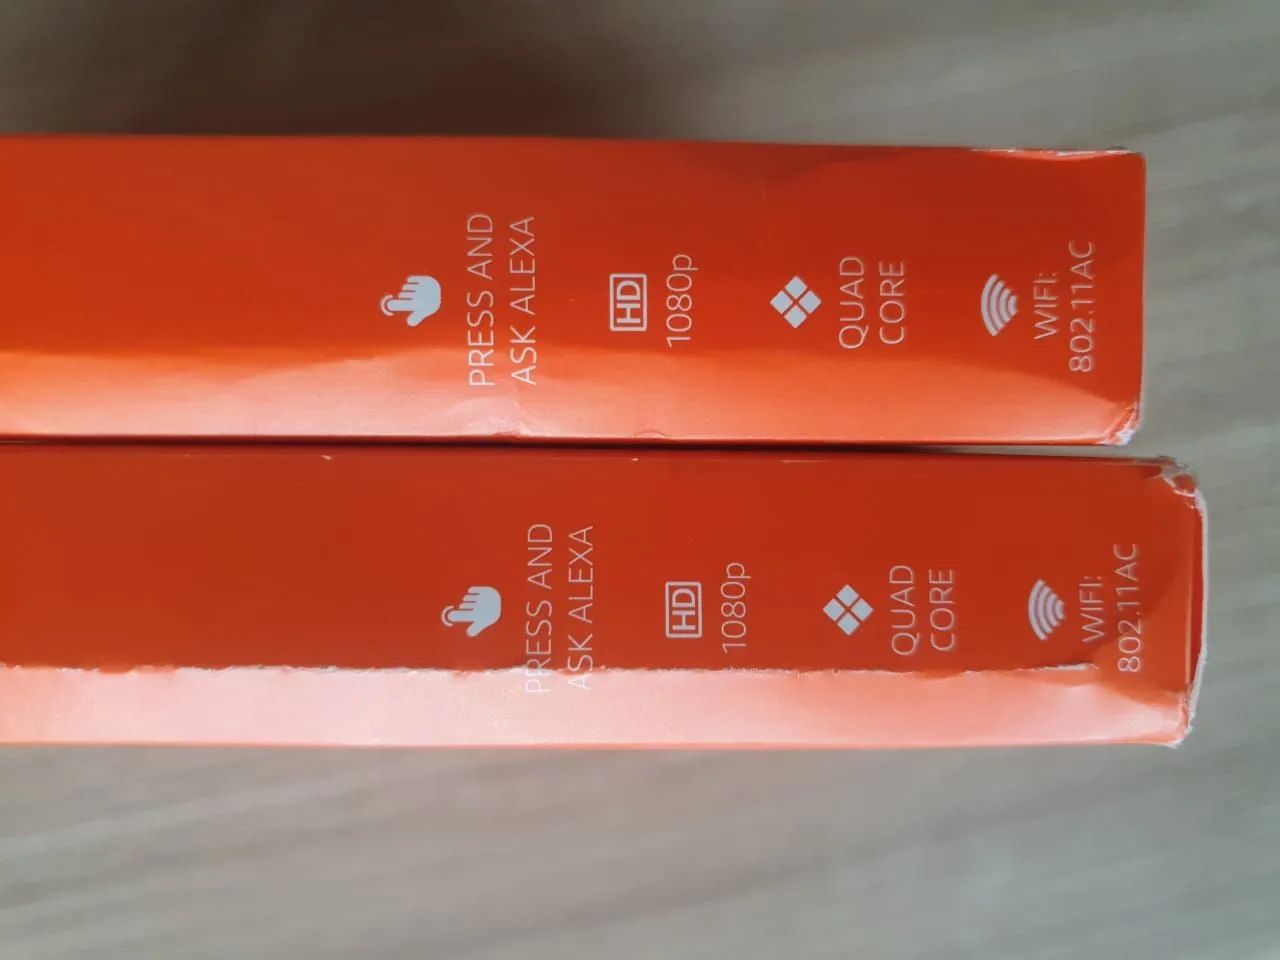 PRESS AND
ASK ALEXA
HD
1080p
QUAD
CORE
WIFI:
802.11AC
PRESS AND
ASK ALEXA
HD
1080p
QUAD
CORE
WIFI:
802.11AC